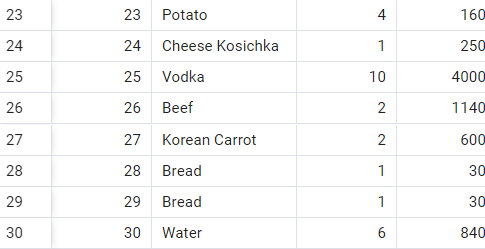 23 23 Potato 4 160
24 24 Cheese Kosichka 1 250
25 25 Vodka 10 4000
26 26 Beef 2 1140
27 27 Korean Carrot 2 600
28 28 Bread 1 30
29 29 Bread 1 30
30 30 Water 6 840